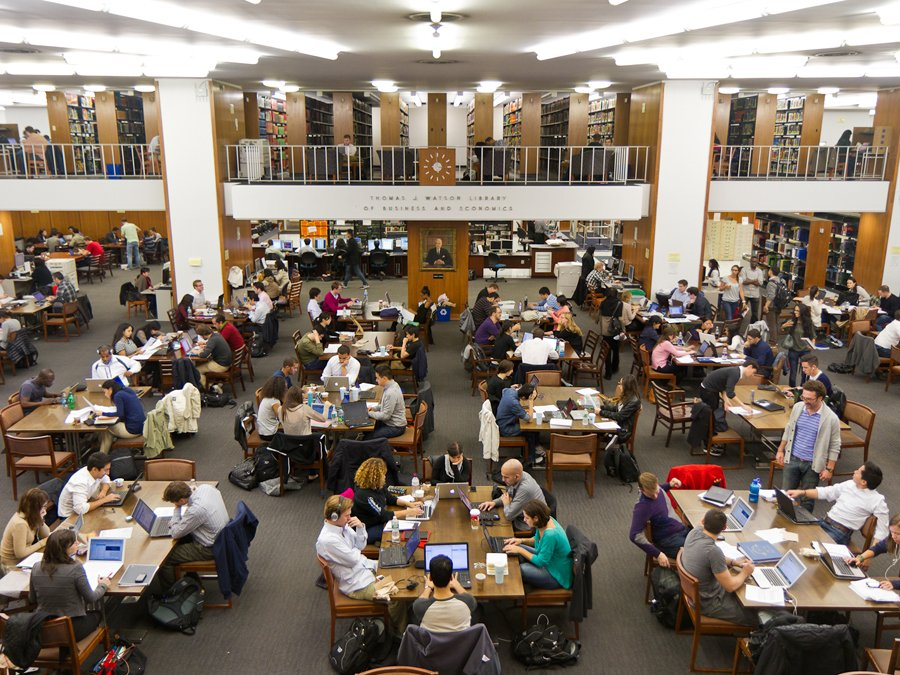 THOMAS J. WATSON LIBRARY
OF BUSINESS AND ECONOMICS